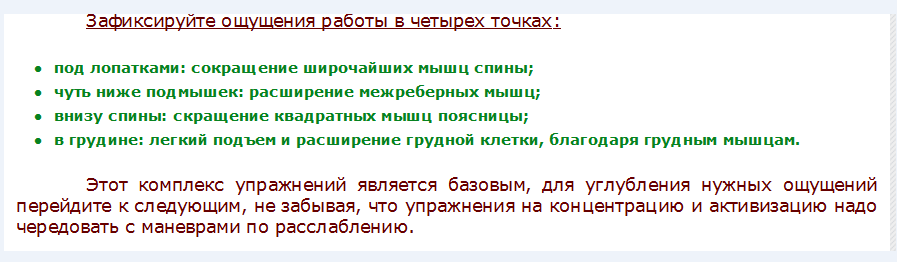 Зафиксируйте ощущения работы в четырех точках:
• под лопатками: сокращение широчайших мышц спины;
• чуть ниже подмышек: расширение межреберных мышц;
• внизу спины: скращение квадратных мышц поясницы;
• в грудине: легкий подъем и расширение грудной клетки, благодаря грудным мышцам.
Этот комплекс упражнений является базовым, для углубления нужных ощущений
перейдите к следующим, не забывая, что упражнения на концентрацию и активизацию надо
чередовать с маневрами по расслаблению.